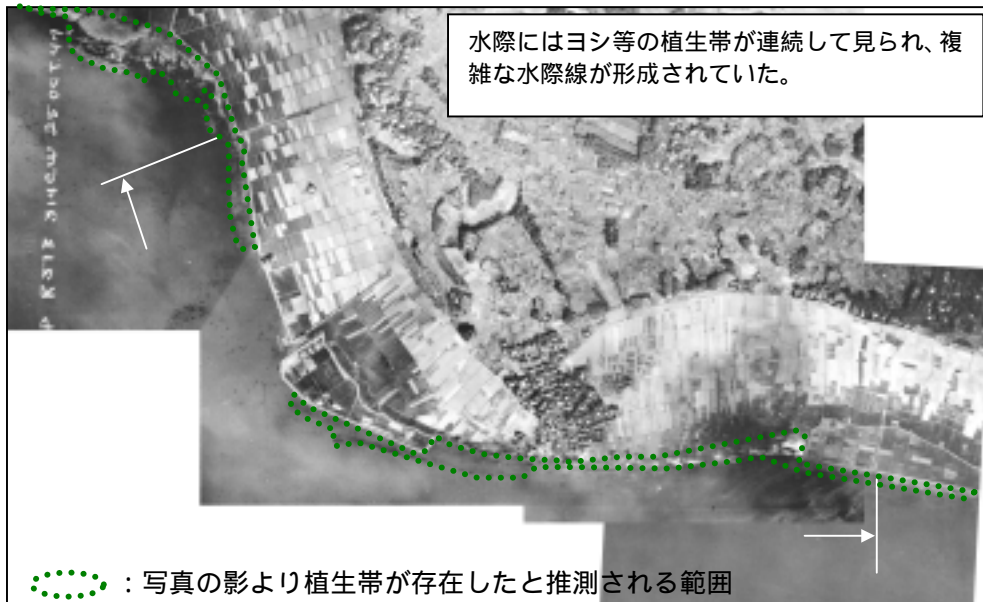 水際にはヨシ等の植生帯が連続して見られ、複
雑な水際線が形成されていた。
：写真の影より植生帯が存在したと推測される範囲